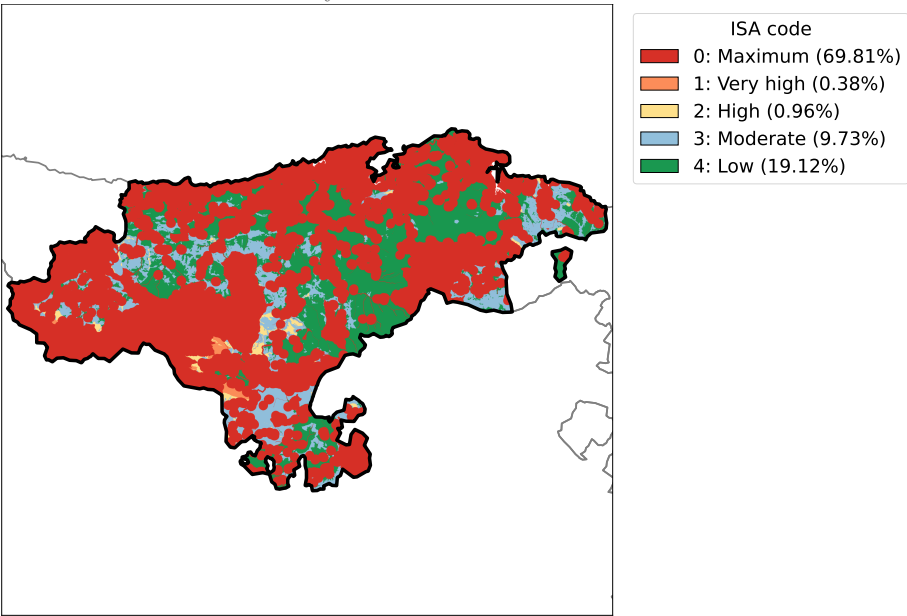 ISA code
0: Maximum (69.81%)
1: Very high (0.38%)
2: High (0.96%)
3: Moderate (9.73%)
4: Low (19.12%)